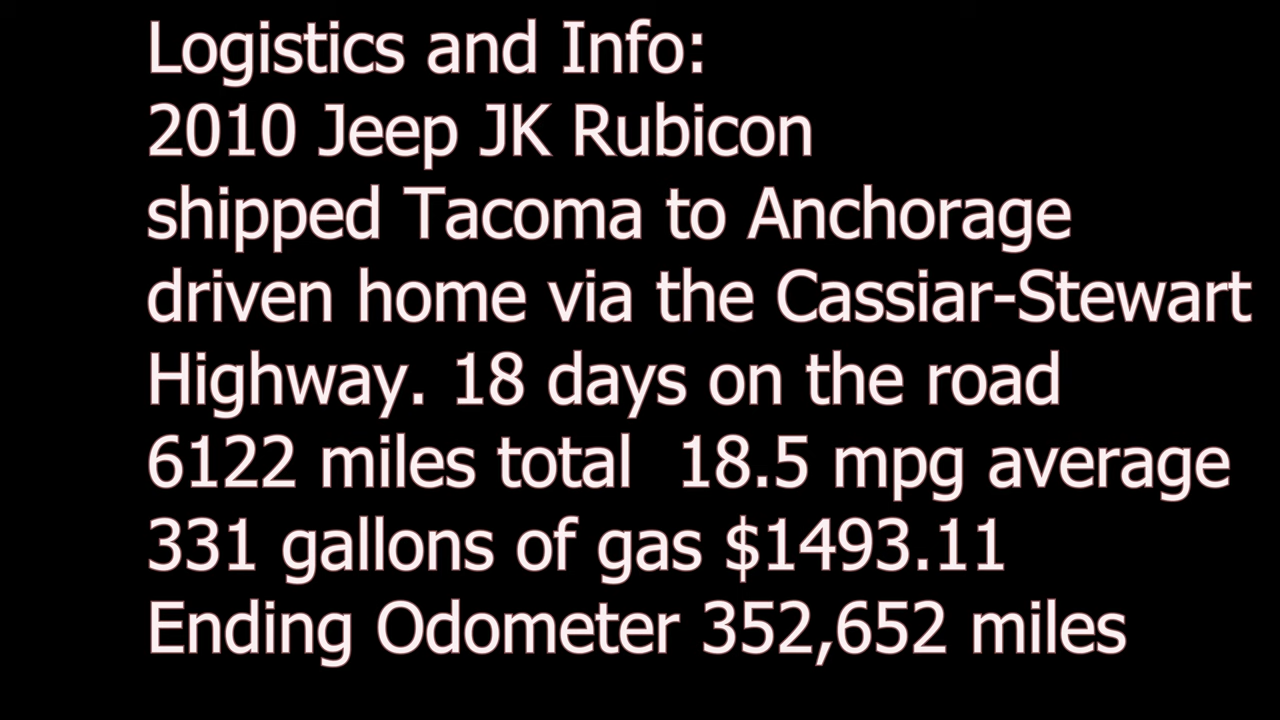 Logistics and Info:
2010 Jeep JK Rubicon
shipped Tacoma to Anchorage
driven home via the Cassiar-Stewart
Highway. 18 days on the road
6122 miles total  18.5 mpg average
331 gallons of gas $1493.11
Ending Odometer 352,652 miles